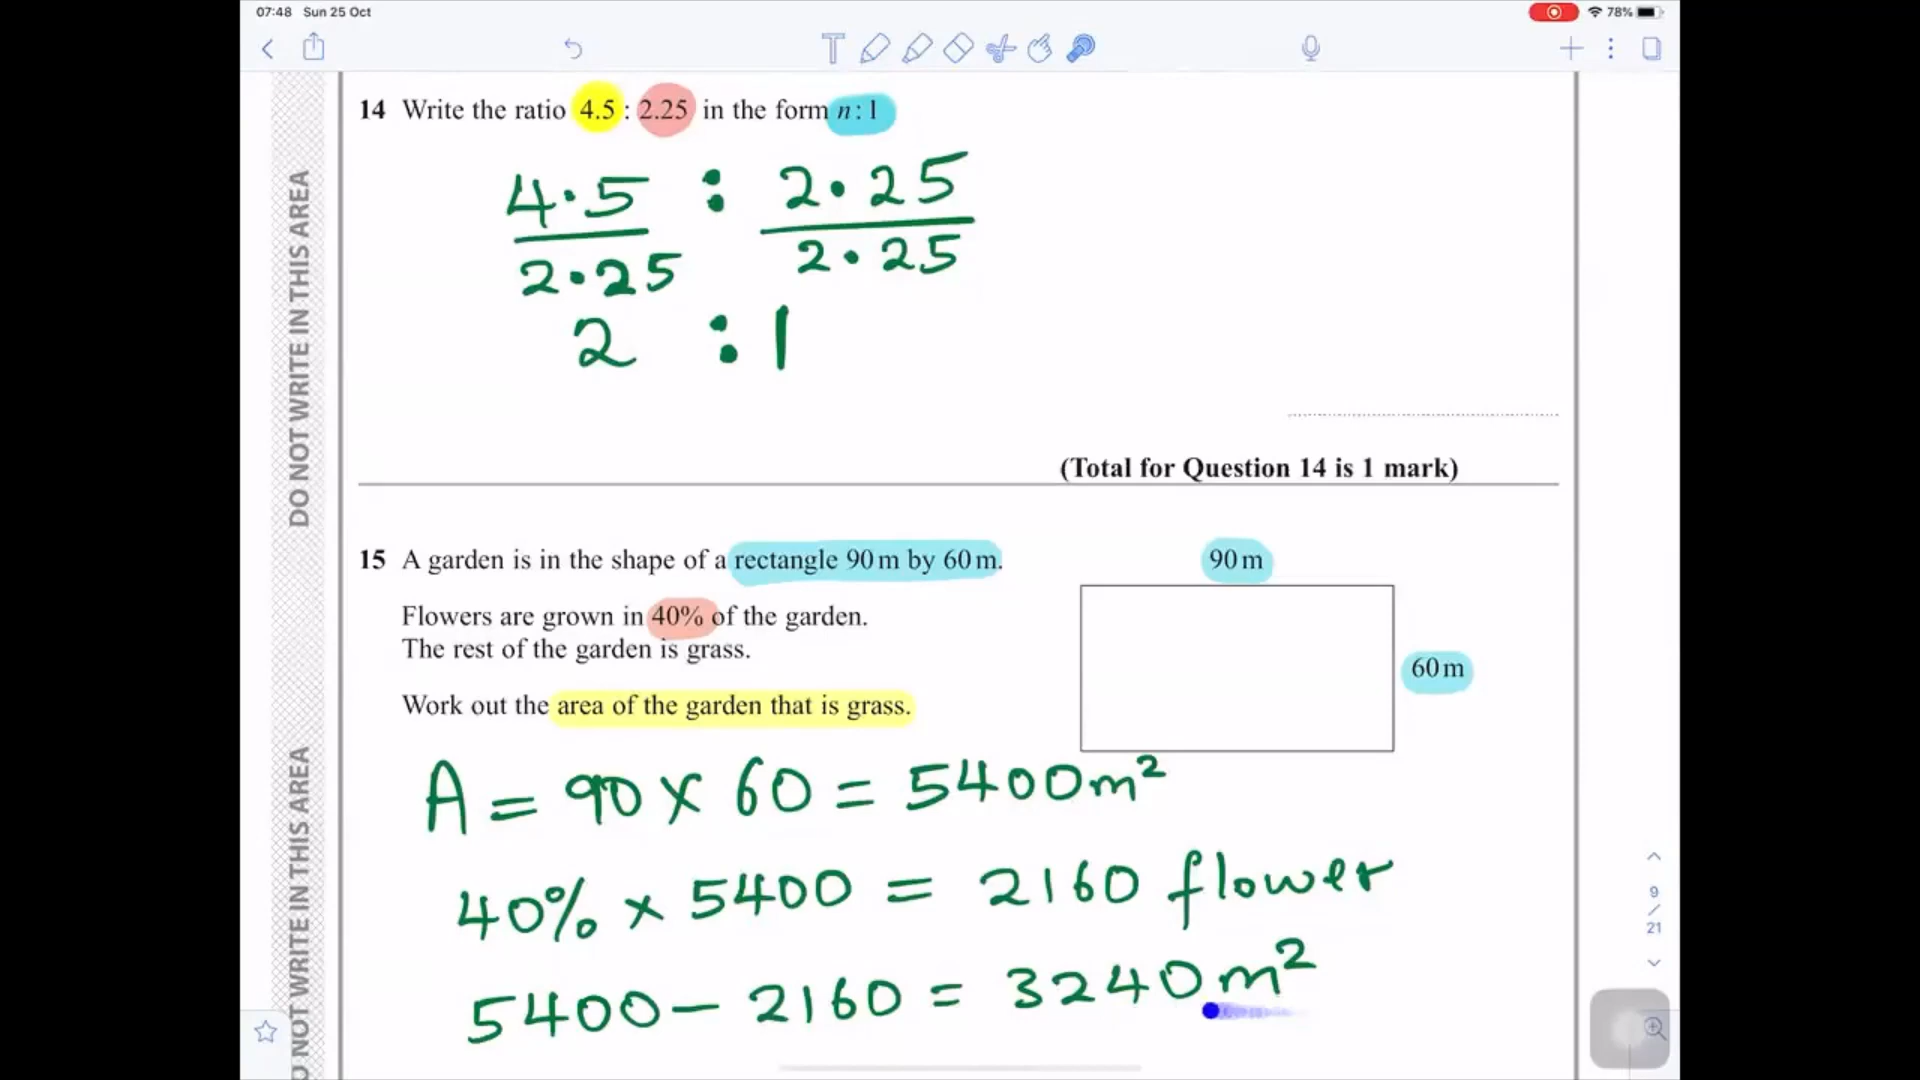 07:48 Sun 25 Oct
78%
DO NOT WRITE IN THIS AREA
14 Write the ratio 4.5 : 2.25 in the form n : 1
4.5 : 2.25
2.25 2.25
2 : 1
(Total for Question 14 is 1 mark)
15 A garden is in the shape of a rectangle 90 m by 60 m.
90 m
Flowers are grown in 40% of the garden.
The rest of the garden is grass.
60 m
Work out the area of the garden that is grass.
A = 90 × 60 = 5400m²
40% × 5400 = 2160 flower
5400 − 2160 = 3240 m²
O NOT WRITE IN THIS AREA
9
/
21